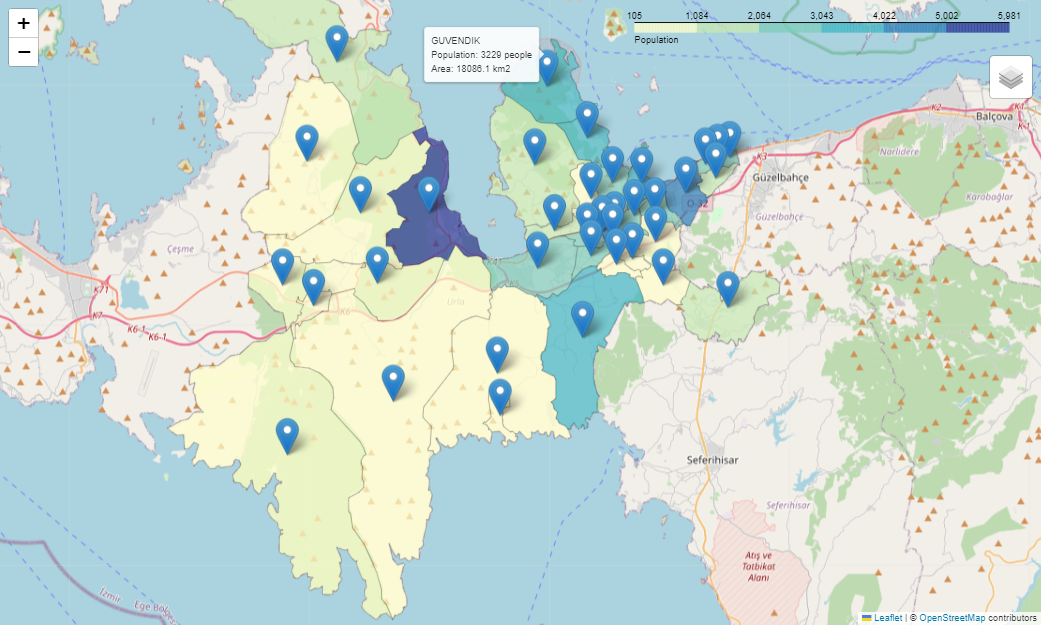 +
−
GUVENDIK
Population: 3229 people
Area: 18086.1 km2
105 1,084 2,064 3,043 4,022 5,002 5,981
Population
K2
K1
Balçova
K3
Narlıdere
Güzelbahçe
Karabağlar
O-32
Güzelbahçe
Çeşme
K71
K7
K6-1
K6-1
K6
Urla
Seferihisar
Seferihisar
Atış ve
Tatbikat
Alanı
İzmir
Ege Bölgesi
Leaflet | © OpenStreetMap contributors